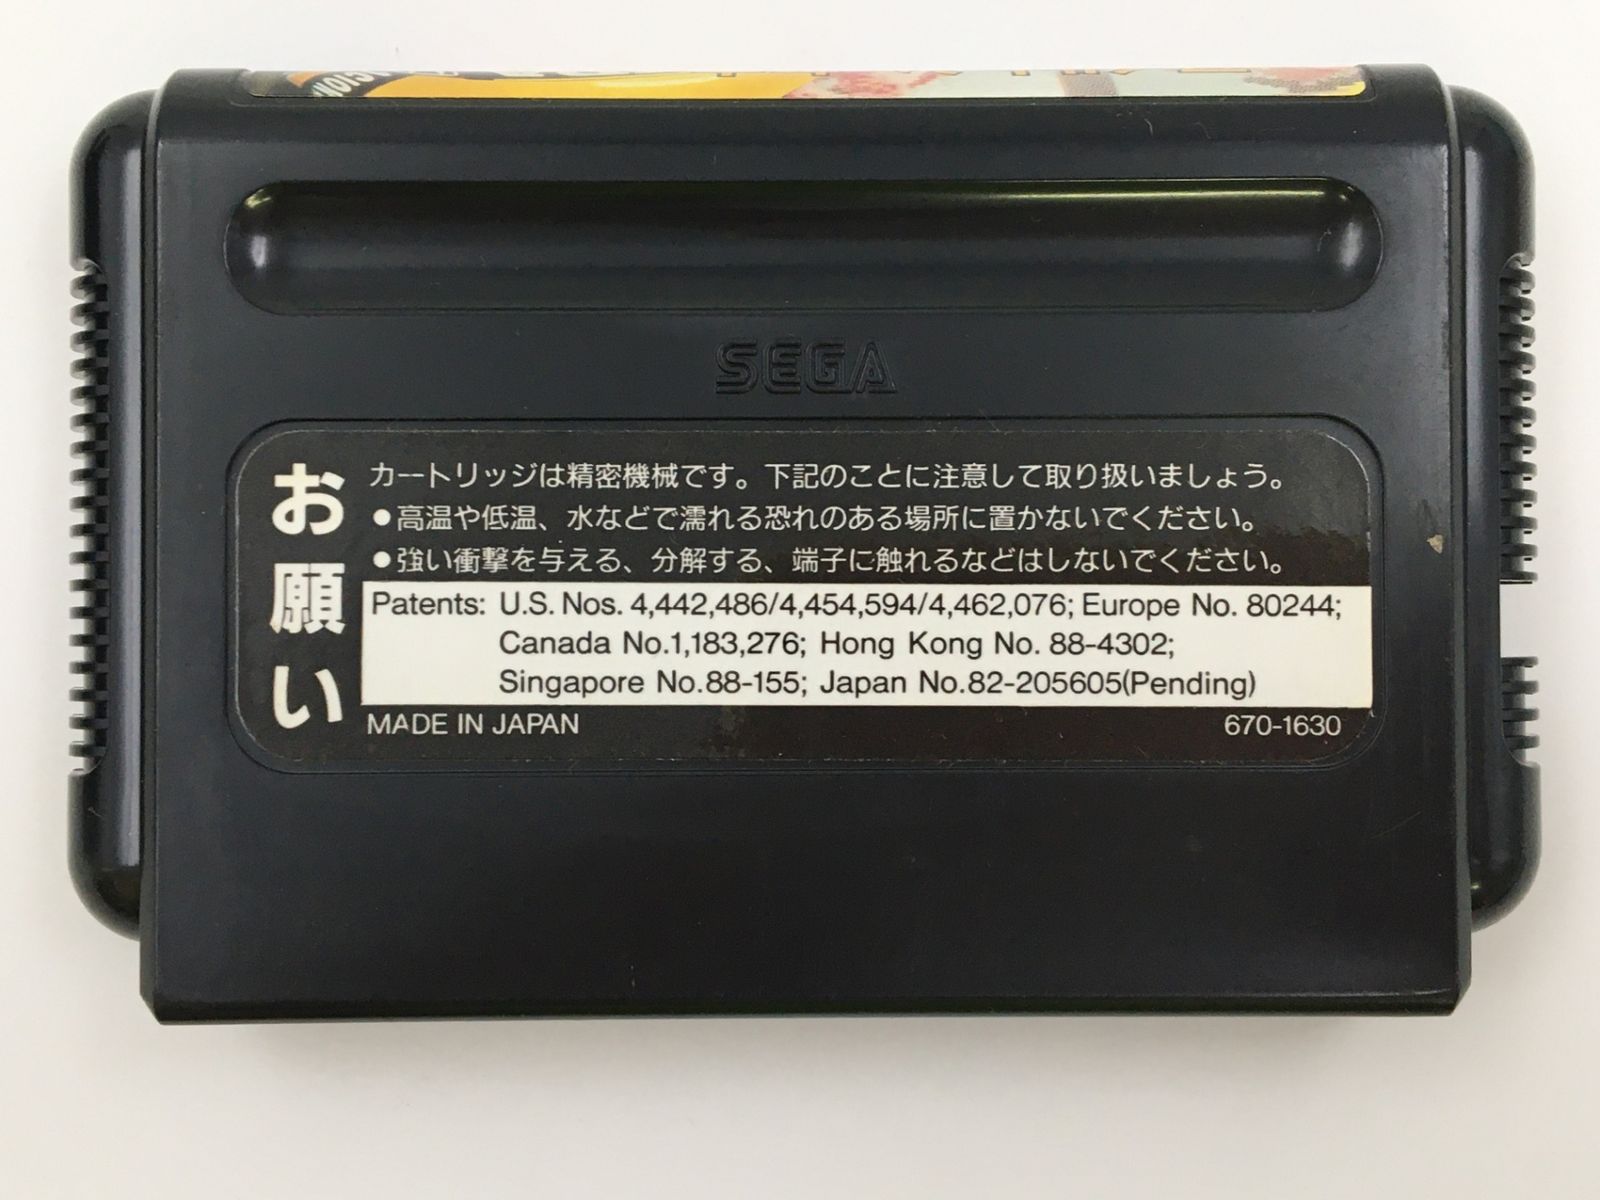 SEGA
お願い
カートリッジは精密機械です。下記のことに注意して取り扱いましょう。
●高温や低温、水などで濡れる恐れのある場所に置かないでください。
●強い衝撃を与える、分解する、端子に触れるなどはしないでください。
Patents: U.S. Nos. 4,442,486/4,454,594/4,462,076; Europe No. 80244;
Canada No.1,183,276; Hong Kong No. 88-4302;
Singapore No.88-155; Japan No.82-205605(Pending)
MADE IN JAPAN
670-1630